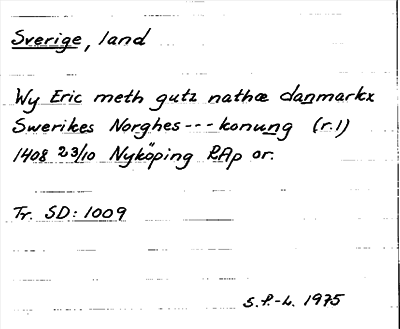 Sverige, land
Wy Eric meth gutz nathæ danmarkx
Swerikes Norghes --- konung (r.1)
1408 23/10 Nyköping RAp or.
Tr. SD: 1009
S.P.-L. 1975